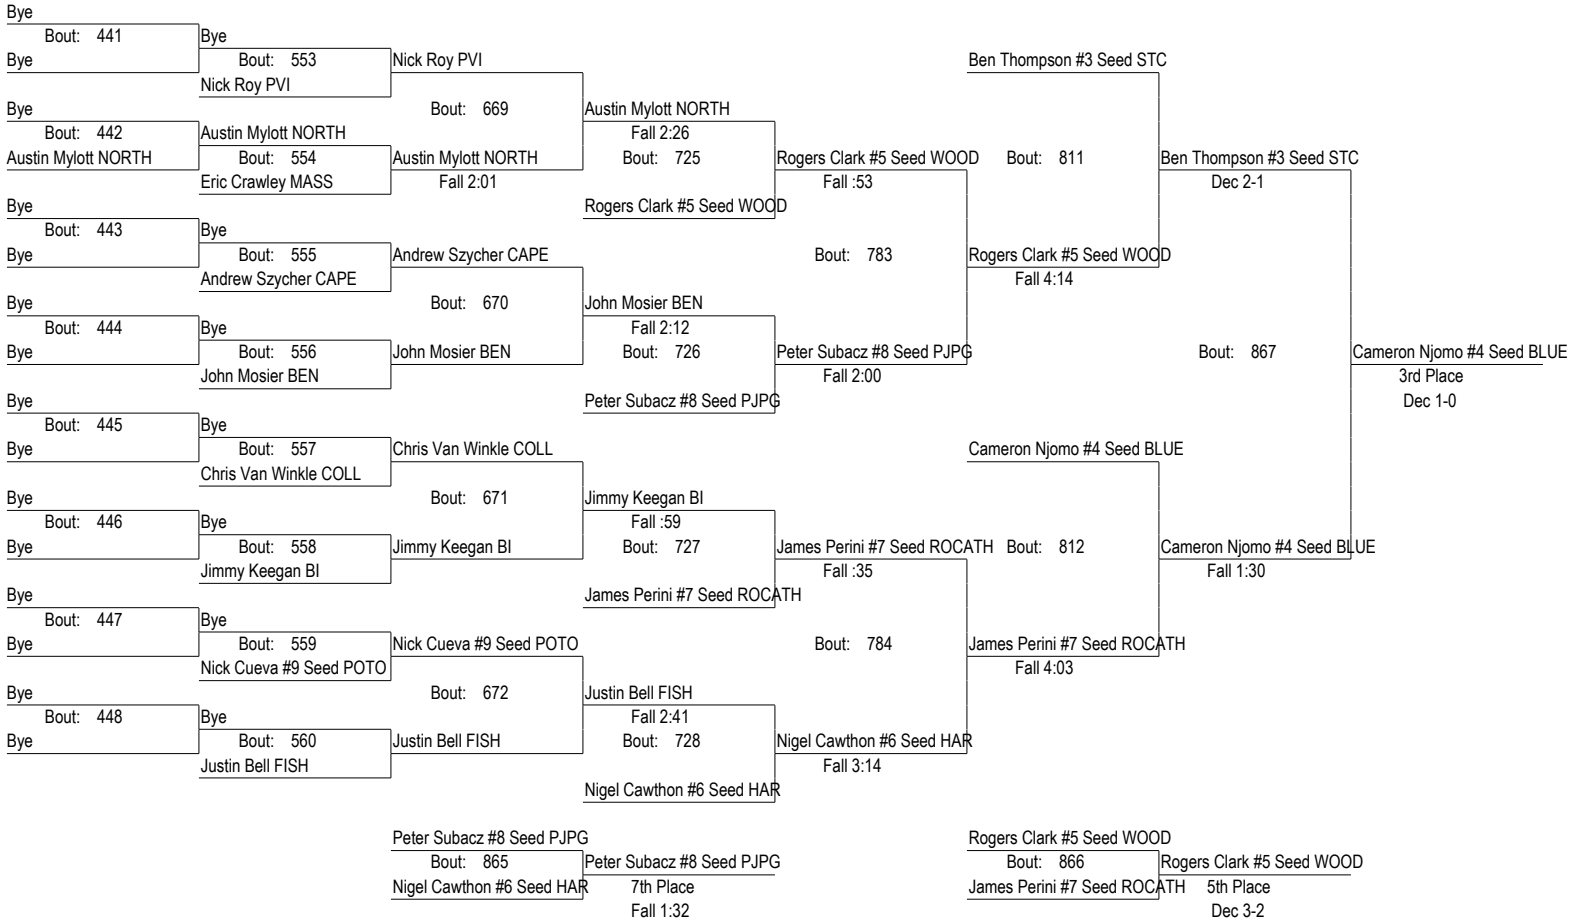 Bye
Bout: 441 Bye
Bye Bout: 553 Nick Roy PVI Ben Thompson #3 Seed STC
Nick Roy PVI
Bye Bout: 669 Austin Mylott NORTH
Bout: 442 Austin Mylott NORTH Fall 2:26
Austin Mylott NORTH Bout: 554 Austin Mylott NORTH Bout: 725 Rogers Clark #5 Seed WOOD Bout: 811 Ben Thompson #3 Seed STC
Eric Crawley MASS Fall 2:01 Fall :53 Dec 2-1
Bye Rogers Clark #5 Seed WOOD
Bout: 443 Bye
Bye Bout: 555 Andrew Szycher CAPE Bout: 783 Rogers Clark #5 Seed WOOD
Andrew Szycher CAPE Fall 4:14
Bye Bout: 670 John Mosier BEN
Bout: 444 Bye Fall 2:12
Bye Bout: 556 John Mosier BEN Bout: 726 Peter Subacz #8 Seed PJPG Bout: 867 Cameron Njomo #4 Seed BLUE
John Mosier BEN Fall 2:00 3rd Place
Bye Peter Subacz #8 Seed PJPG Dec 1-0
Bout: 445 Bye
Bye Bout: 557 Chris Van Winkle COLL Cameron Njomo #4 Seed BLUE
Chris Van Winkle COLL
Bye Bout: 671 Jimmy Keegan BI
Bout: 446 Bye Fall :59
Bye Bout: 558 Jimmy Keegan BI Bout: 727 James Perini #7 Seed ROCATH Bout: 812 Cameron Njomo #4 Seed BLUE
Jimmy Keegan BI Fall :35 Fall 1:30
Bye James Perini #7 Seed ROCATH
Bout: 447 Bye
Bye Bout: 559 Nick Cueva #9 Seed POTO Bout: 784 James Perini #7 Seed ROCATH
Nick Cueva #9 Seed POTO Fall 4:03
Bye Bout: 672 Justin Bell FISH
Bout: 448 Bye Fall 2:41
Bye Bout: 560 Justin Bell FISH Bout: 728 Nigel Cawthon #6 Seed HAR
Justin Bell FISH Fall 3:14
Nigel Cawthon #6 Seed HAR
Peter Subacz #8 Seed PJPG Rogers Clark #5 Seed WOOD
Bout: 865 Peter Subacz #8 Seed PJPG Bout: 866 Rogers Clark #5 Seed WOOD
Nigel Cawthon #6 Seed HAR 7th Place James Perini #7 Seed ROCATH 5th Place
Fall 1:32 Dec 3-2